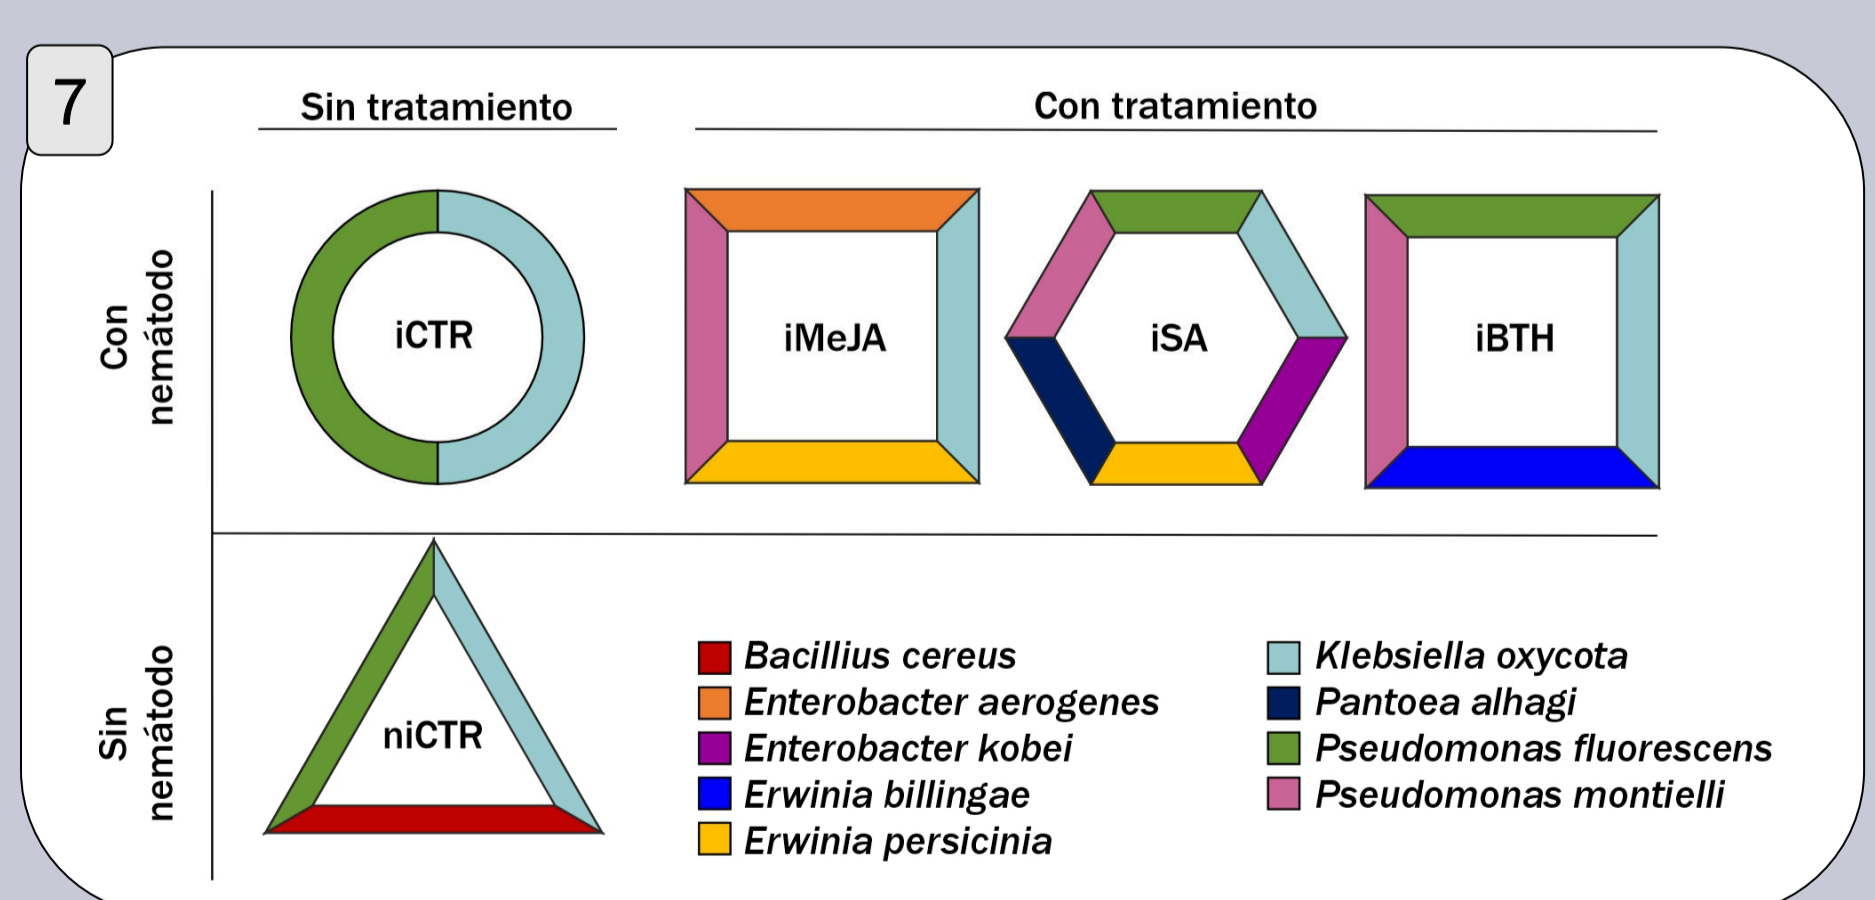 7
Sin tratamiento
Con tratamiento
Con
nemátodo
iCTR
iMeJA
iSA
iBTH
Sin
nemátodo
niCTR
Bacillius cereus
Enterobacter aerogenes
Enterobacter kobei
Erwinia billingae
Erwinia persicinia
Klebsiella oxycota
Pantoea alhagi
Pseudomonas fluorescens
Pseudomonas montielli